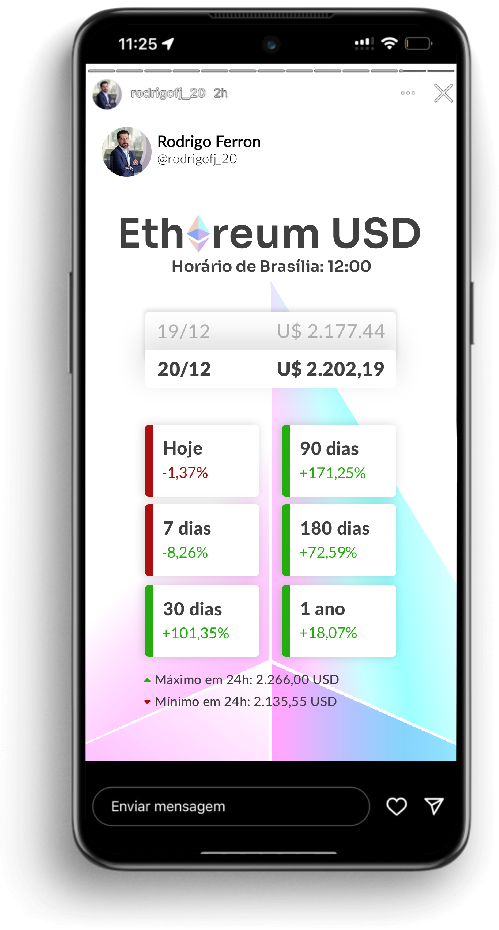 11:25
rodrigofj_20 2h
Rodrigo Ferron
@rodrigofj_20
Ethereum USD
Horário de Brasília: 12:00
19/12 U$ 2.177.44
20/12 U$ 2.202,19
Hoje
-1,37%
90 dias
+171,25%
7 dias
-8,26%
180 dias
+72,59%
30 dias
+101,35%
1 ano
+18,07%
Máximo em 24h: 2.266,00 USD
Mínimo em 24h: 2.135,55 USD
Enviar mensagem